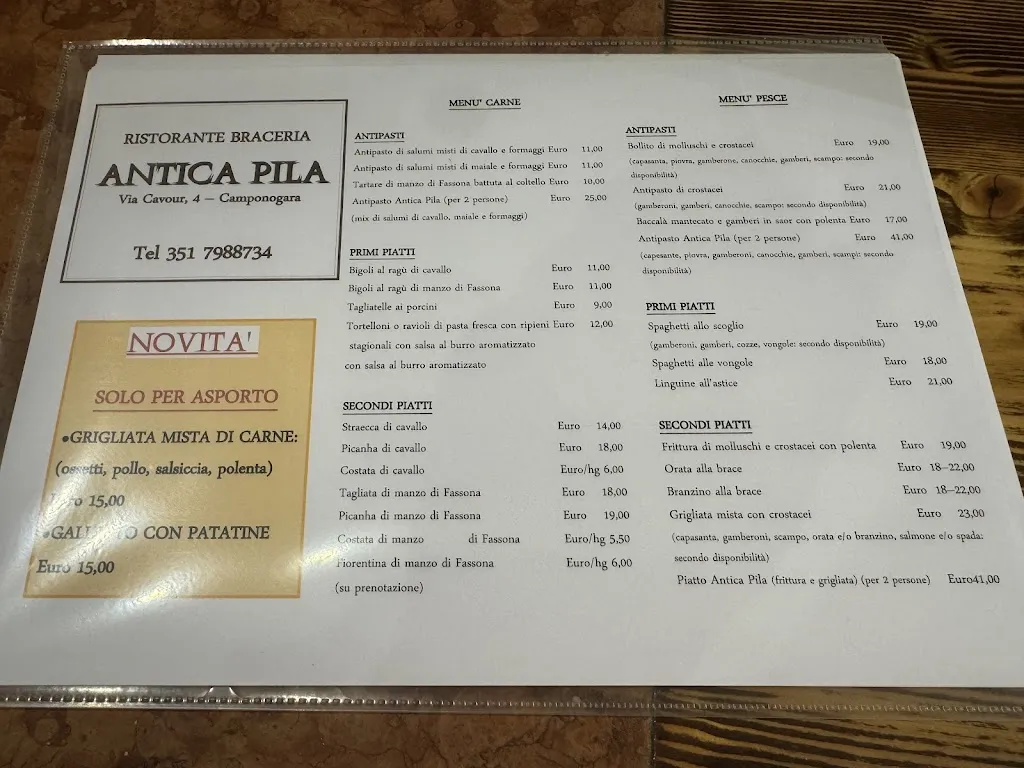 RISTORANTE BRACERIA
ANTICA PILA
Via Cavour, 4 – Camponogara
Tel 351 7988734
NOVITA'
SOLO PER ASPORTO
•GRIGLIATA MISTA DI CARNE:
(ossetti, pollo, salsiccia, polenta)
15,00
CON PATATINE
Euro 15,00
MENU' CARNE
ANTIPASTI
Antipasto di salumi misti di cavallo e formaggi Euro 11,00
Antipasto di salumi misti di maiale e formaggi Euro 11,00
Tartare di manzo di Fassona battuta al coltello Euro 10,00
Antipasto Antica Pila (per 2 persone) Euro 25,00
(mix di salumi di cavallo, maiale e formaggi)
PRIMI PIATTI
Bigoli al ragù di cavallo Euro 11,00
Bigoli al ragù di manzo di Fassona Euro 11,00
Tagliatelle ai porcini Euro 9,00
Tortelloni o ravioli di pasta fresca con ripieni Euro 12,00
stagionali con salsa al burro aromatizzato
con salsa al burro aromatizzato
SECONDI PIATTI
Straecca di cavallo Euro 14,00
Picanha di cavallo Euro 18,00
Costata di cavallo Euro/hg 6,00
Tagliata di manzo di Fassona Euro 18,00
Picanha di manzo di Fassona Euro 19,00
Costata di manzo di Fassona Euro/hg 5,50
Fiorentina di manzo di Fassona Euro/hg 6,00
(su prenotazione)
MENU' PESCE
ANTIPASTI
Bollito di molluschi e crostacei Euro 19,00
(capasanta, piovra, gamberone, canocchie, gamberi, scampo: secondo
disponibilità)
Antipasto di crostacei Euro 21,00
(gamberoni, gamberi, canocchie, scampo: secondo disponibilità)
Baccalà mantecato e gamberi in saor con polenta Euro 17,00
Antipasto Antica Pila (per 2 persone) Euro 41,00
(capesante, piovra, gamberoni, canocchie, gamberi, scampi: secondo
disponibilità)
PRIMI PIATTI
Spaghetti allo scoglio Euro 19,00
(gamberoni, gamberi, cozze, vongole: secondo disponibilità)
Spaghetti alle vongole Euro 18,00
Linguine all'astice Euro 21,00
SECONDI PIATTI
Frittura di molluschi e crostacei con polenta Euro 19,00
Orata alla brace Euro 18–22,00
Branzino alla brace Euro 18–22,00
Grigliata mista con crostacei Euro 23,00
(capasanta, gamberoni, scampo, orata e/o branzino, salmone e/o spada:
secondo disponibilità)
Piatto Antica Pila (frittura e grigliata) (per 2 persone) Euro41,00